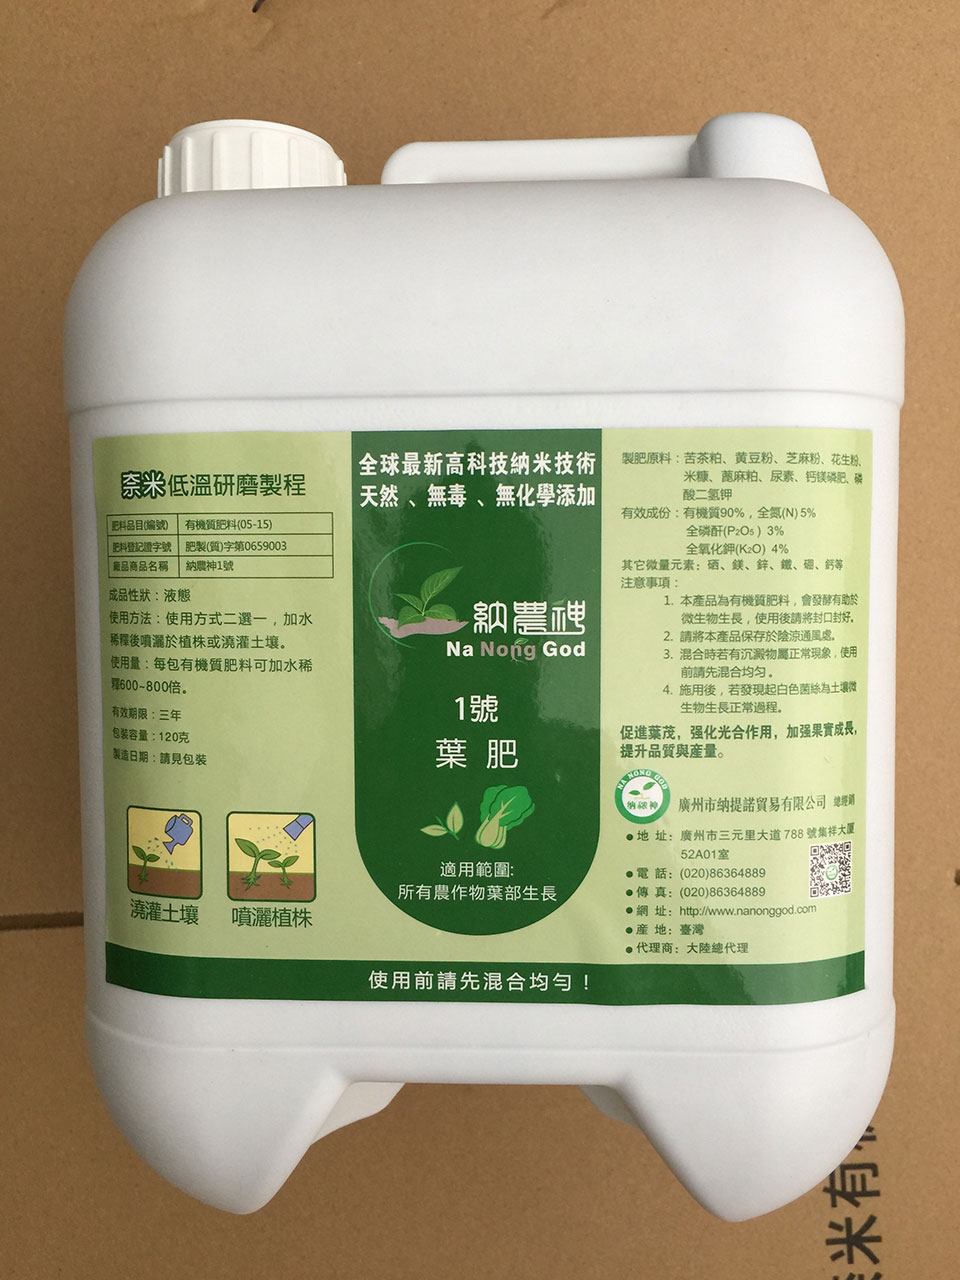 奈米低溫研磨製程
肥料品目(編號) 有機質肥料(05-15)
肥料登記證字號 肥製(質)字第0659003
廠品商品名稱 納農神1號
成品性狀：液態
使用方法：使用方式二選一，加水
稀釋後噴灑於植株或澆灌土壤。
使用量：每包有機質肥料可加水稀
釋600~800倍。
有效期限：三年
包裝容量：120克
製造日期：請見包裝
澆灌土壤 噴灑植株
全球最新高科技納米技術
天然、無毒、無化學添加
納農神
Na Nong God
1號
葉肥
適用範圍:
所有農作物葉部生長
製肥原料：苦茶粕、黃豆粉、芝麻粉、花生粉、
米糠、蓖麻粕、尿素、钙镁磷肥、磷
酸二氢钾
有效成份：有機質90%，全氮(N) 5%
全磷酐(P2O5) 3%
全氧化鉀(K2O) 4%
其它微量元素：硒、鎂、鋅、鐵、硼、鈣等
注意事項：
1. 本產品為有機質肥料，會發酵有助於
微生物生長，使用後請將封口封好。
2. 請將本產品保存於陰涼通風處。
3. 混合時若有沉澱物屬正常現象，使用
前請先混合均勻。
4. 施用後，若發現起白色菌絲為土壤微
生物生長正常過程。
促進葉茂，强化光合作用，加强果實成長，
提升品質與産量。
NA NONG GOD
纳秾神
廣州市纳提諾貿易有限公司 總經銷
●地 址：廣州市三元里大道 788 號集祥大厦
52A01室
●電 話：(020)86364889
●傳 真：(020)86364889
●網 址：http://www.nanonggod.com
●産 地：臺灣
●代理商：大陸總代理
使用前請先混合均勻！
米有